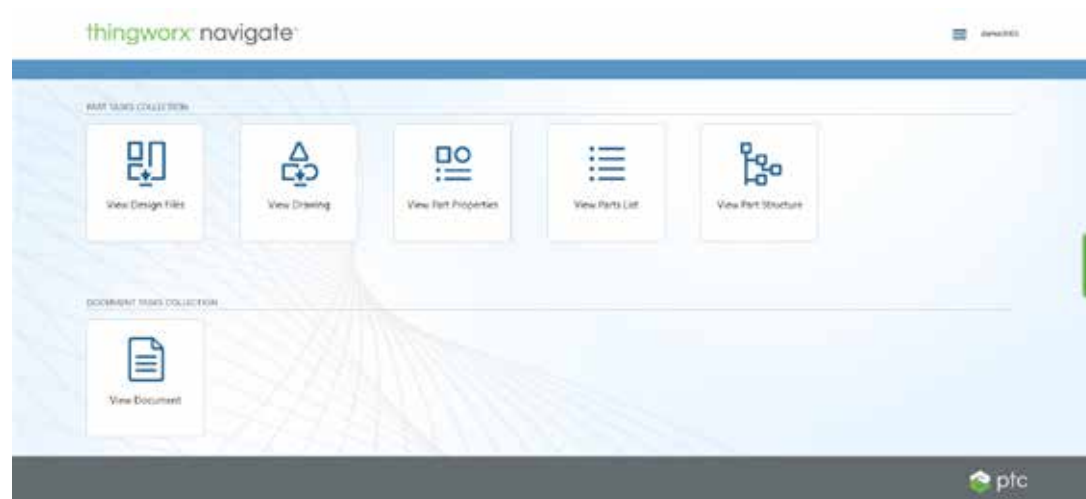 thingworx navigate
PART TASKS COLLECTION
View Design Files
View Drawing
View Part Properties
View Parts List
View Part Structure
DOCUMENT TASKS COLLECTION
View Document
ptc